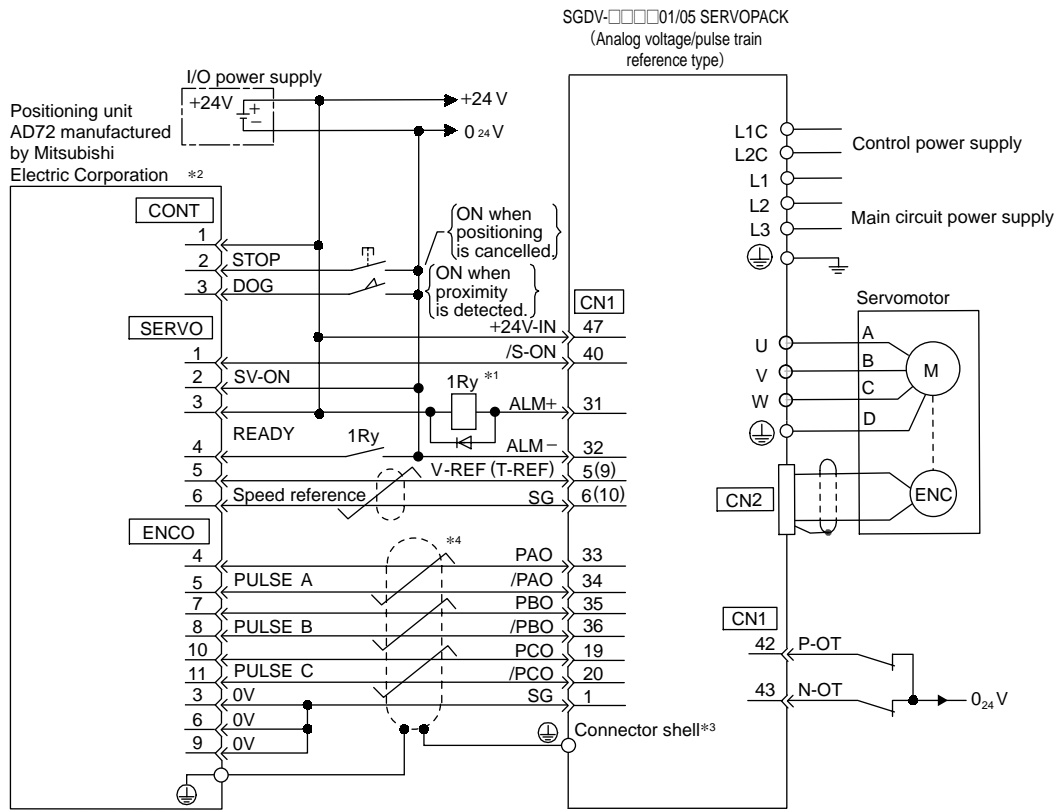 SGDV-□□□□01/05 SERVOPACK
(Analog voltage/pulse train
reference type)
I/O power supply
+24V
+
−
+24 V
0 24 V
Positioning unit
AD72 manufactured
by Mitsubishi
Electric Corporation *2
CONT
1
2 STOP
3 DOG
ON when
positioning
is cancelled.
ON when
proximity
is detected.
SERVO
1
2 SV-ON
3
4 READY
5
6 Speed reference
1Ry *1
1Ry
CN1
+24V-IN 47
/S-ON 40
ALM+ 31
ALM− 32
V-REF (T-REF) 5(9)
SG 6(10)
ENCO
4
5 PULSE A
7
8 PULSE B
10
11 PULSE C
3 0V
6 0V
9 0V
*4
PAO 33
/PAO 34
PBO 35
/PBO 36
PCO 19
/PCO 20
SG 1
Connector shell*3
L1C
L2C
Control power supply
L1
L2
L3
Main circuit power supply
Servomotor
U A
V B
W C
D
M
CN2
ENC
CN1
42 P-OT
43 N-OT
0₂₄V